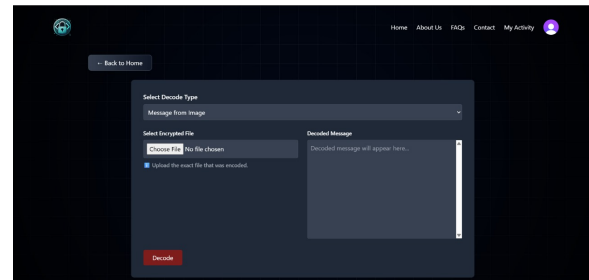 Home About Us FAQs Contact My Activity
← Back to Home
Select Decode Type
Message from Image
Select Encrypted File
Choose File No file chosen
Upload the exact file that was encoded.
Decoded Message
Decoded message will appear here...
Decode